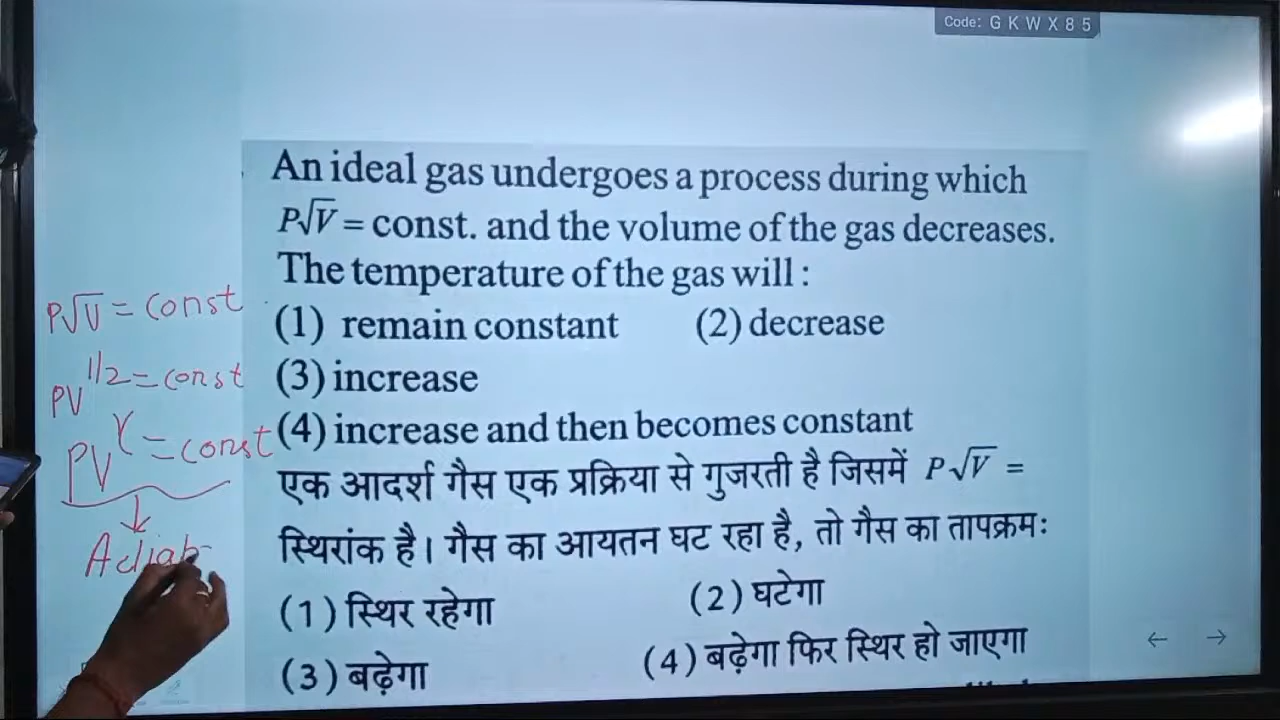 Code: G K W X 8 5
An ideal gas undergoes a process during which
P√V = const. and the volume of the gas decreases.
The temperature of the gas will :
(1) remain constant (2) decrease
(3) increase
(4) increase and then becomes constant
एक आदर्श गैस एक प्रक्रिया से गुजरती है जिसमें P√V =
स्थिरांक है। गैस का आयतन घट रहा है, तो गैस का तापक्रमः
(1) स्थिर रहेगा (2) घटेगा
(3) बढ़ेगा (4) बढ़ेगा फिर स्थिर हो जाएगा
P√V = const
PV^1/2 = const
PV^γ = const
Adiab